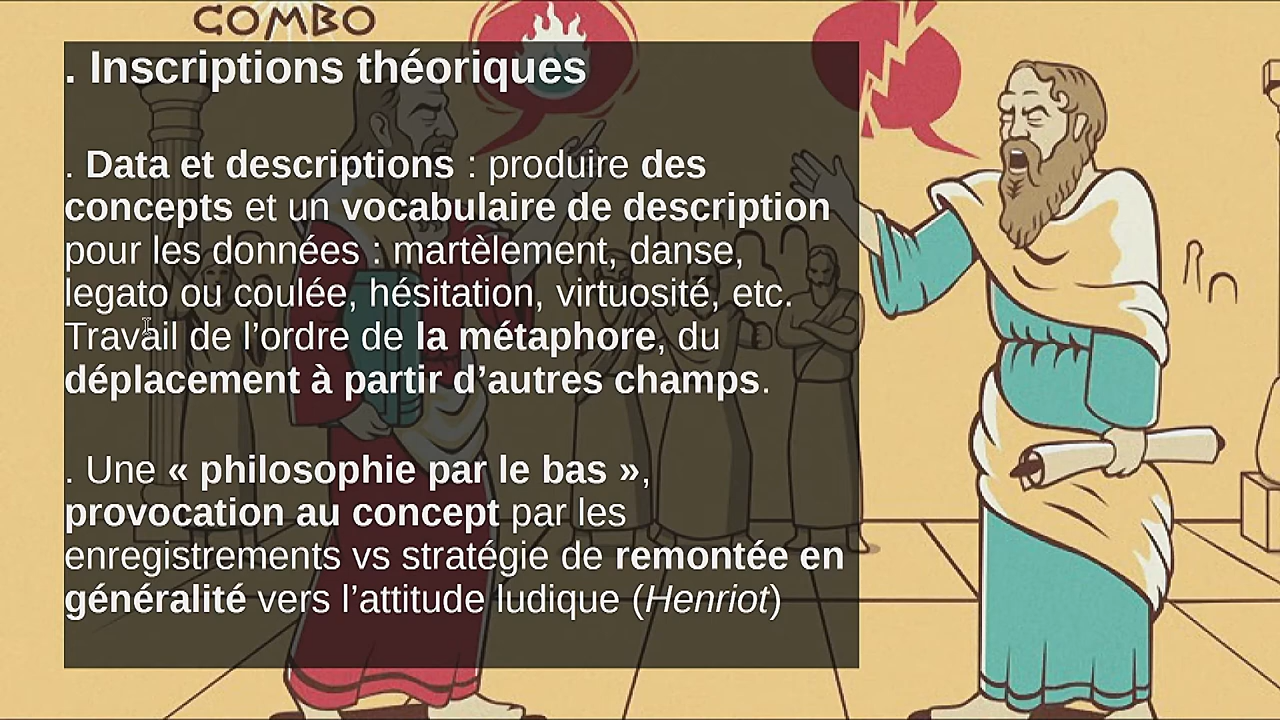 COMBO
. Inscriptions théoriques
. Data et descriptions : produire des
concepts et un vocabulaire de description
pour les données : martèlement, danse,
legato ou coulée, hésitation, virtuosité, etc.
Travail de l’ordre de la métaphore, du
déplacement à partir d’autres champs.
. Une « philosophie par le bas »,
provocation au concept par les
enregistrements vs stratégie de remontée en
généralité vers l’attitude ludique (Henriot)